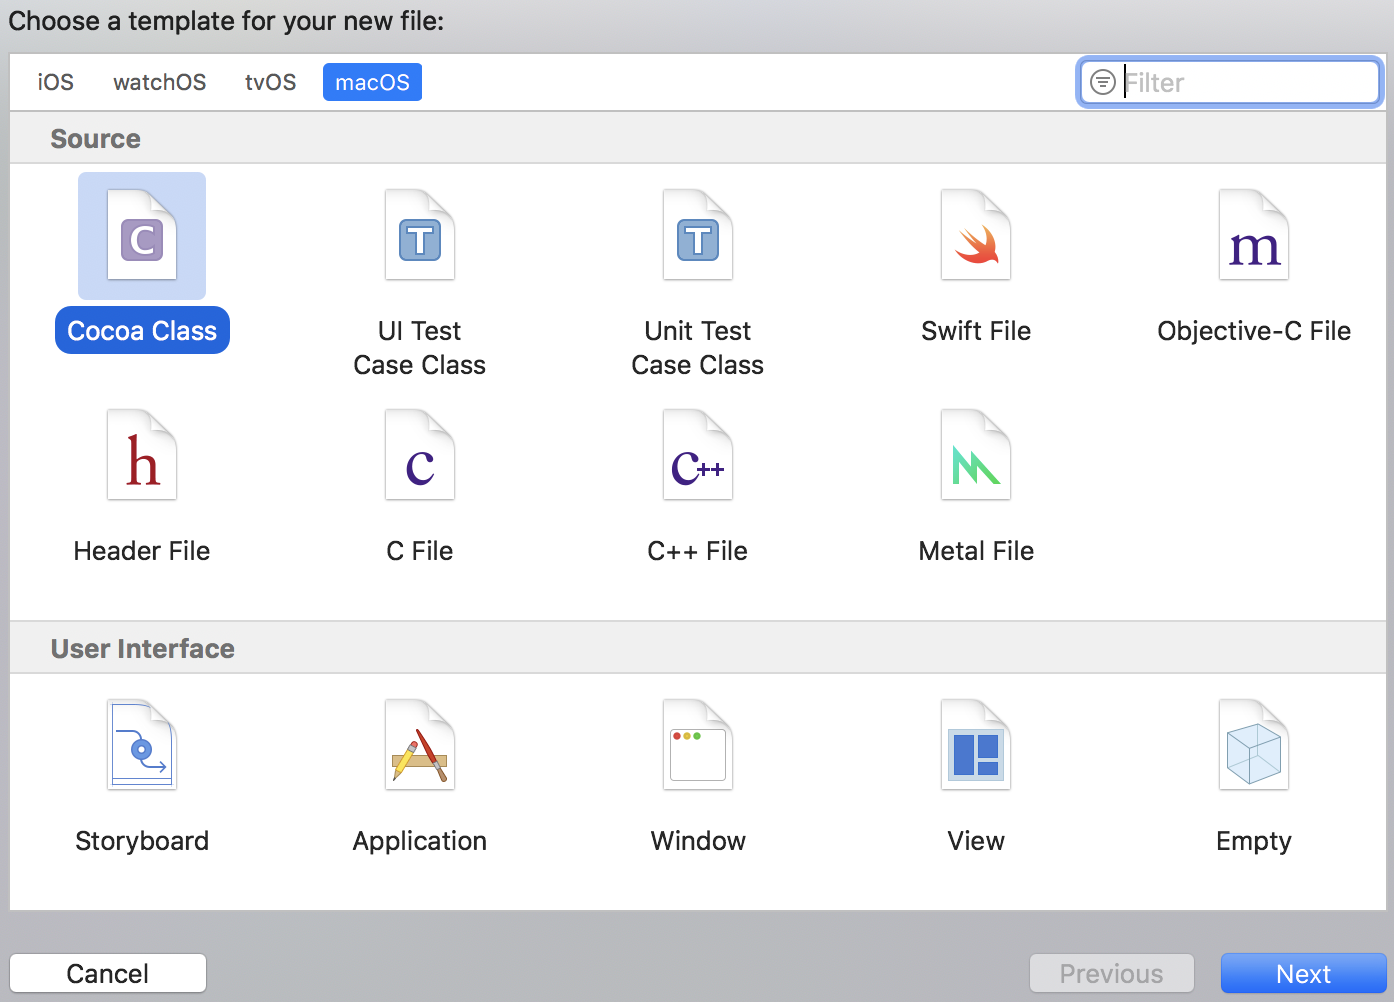 Choose a template for your new file:
iOS watchOS tvOS macOS Filter
Source
C T T m
Cocoa Class UI Test Case Class Unit Test Case Class Swift File Objective-C File
h c C++
Header File C File C++ File Metal File
User Interface
Storyboard Application Window View Empty
Cancel Previous Next